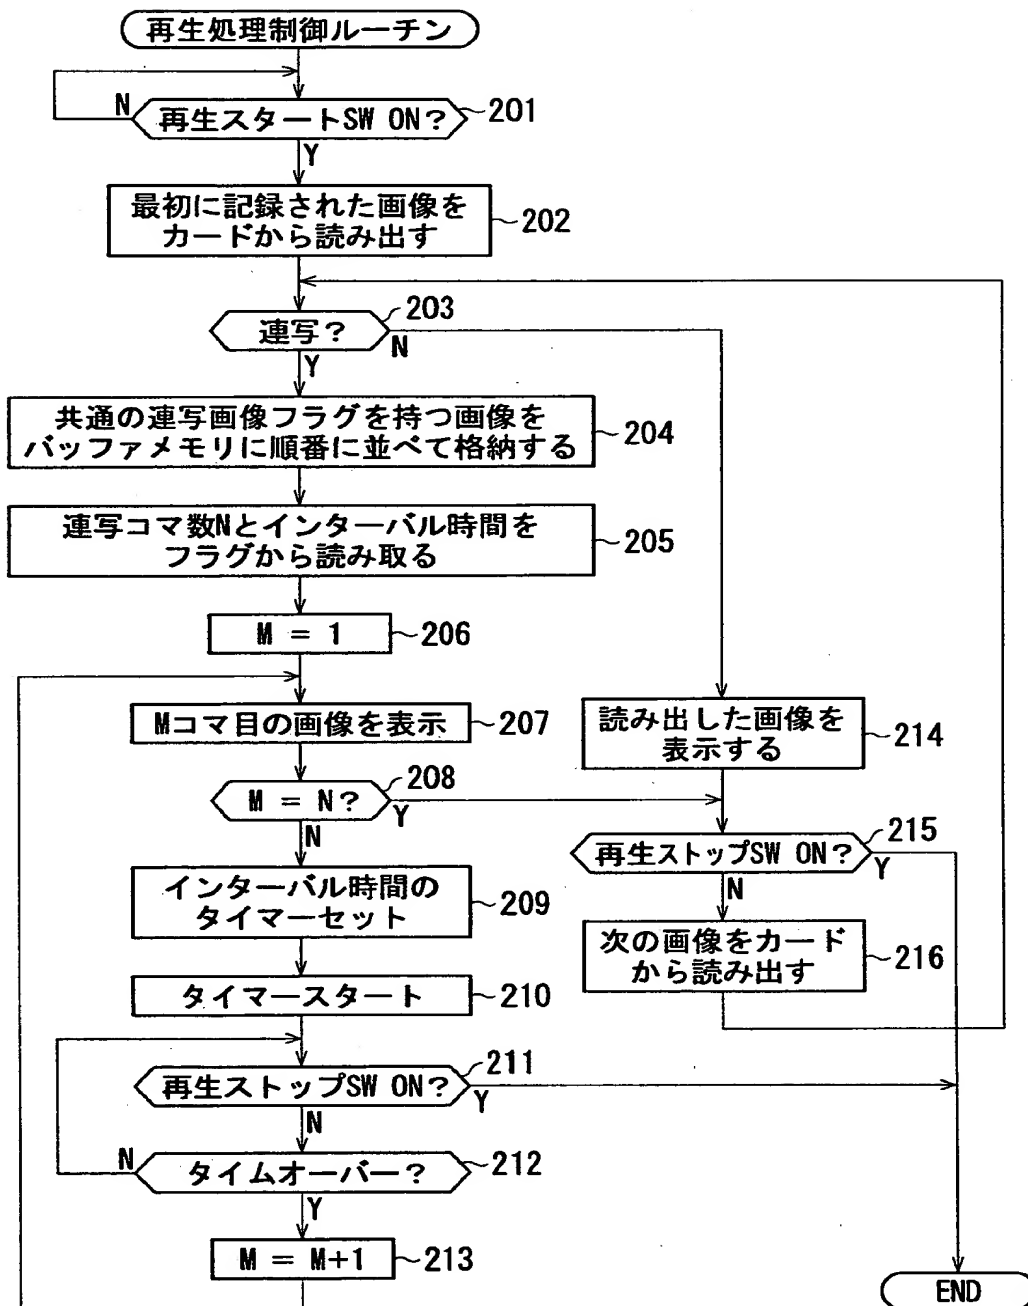 再生処理制御ルーチン
N
再生スタートSW ON?
201
Y
最初に記録された画像を
カードから読み出す
202
連写?
203
N
Y
共通の連写画像フラグを持つ画像を
バッファメモリに順番に並べて格納する
204
連写コマ数Nとインターバル時間を
フラグから読み取る
205
M = 1
206
Mコマ目の画像を表示
207
読み出した画像を
表示する
214
M = N?
208
Y
N
再生ストップSW ON?
215
Y
N
インターバル時間の
タイマーセット
209
次の画像をカード
から読み出す
216
タイマースタート
210
再生ストップSW ON?
211
Y
N
N
タイムオーバー?
212
Y
M = M+1
213
END